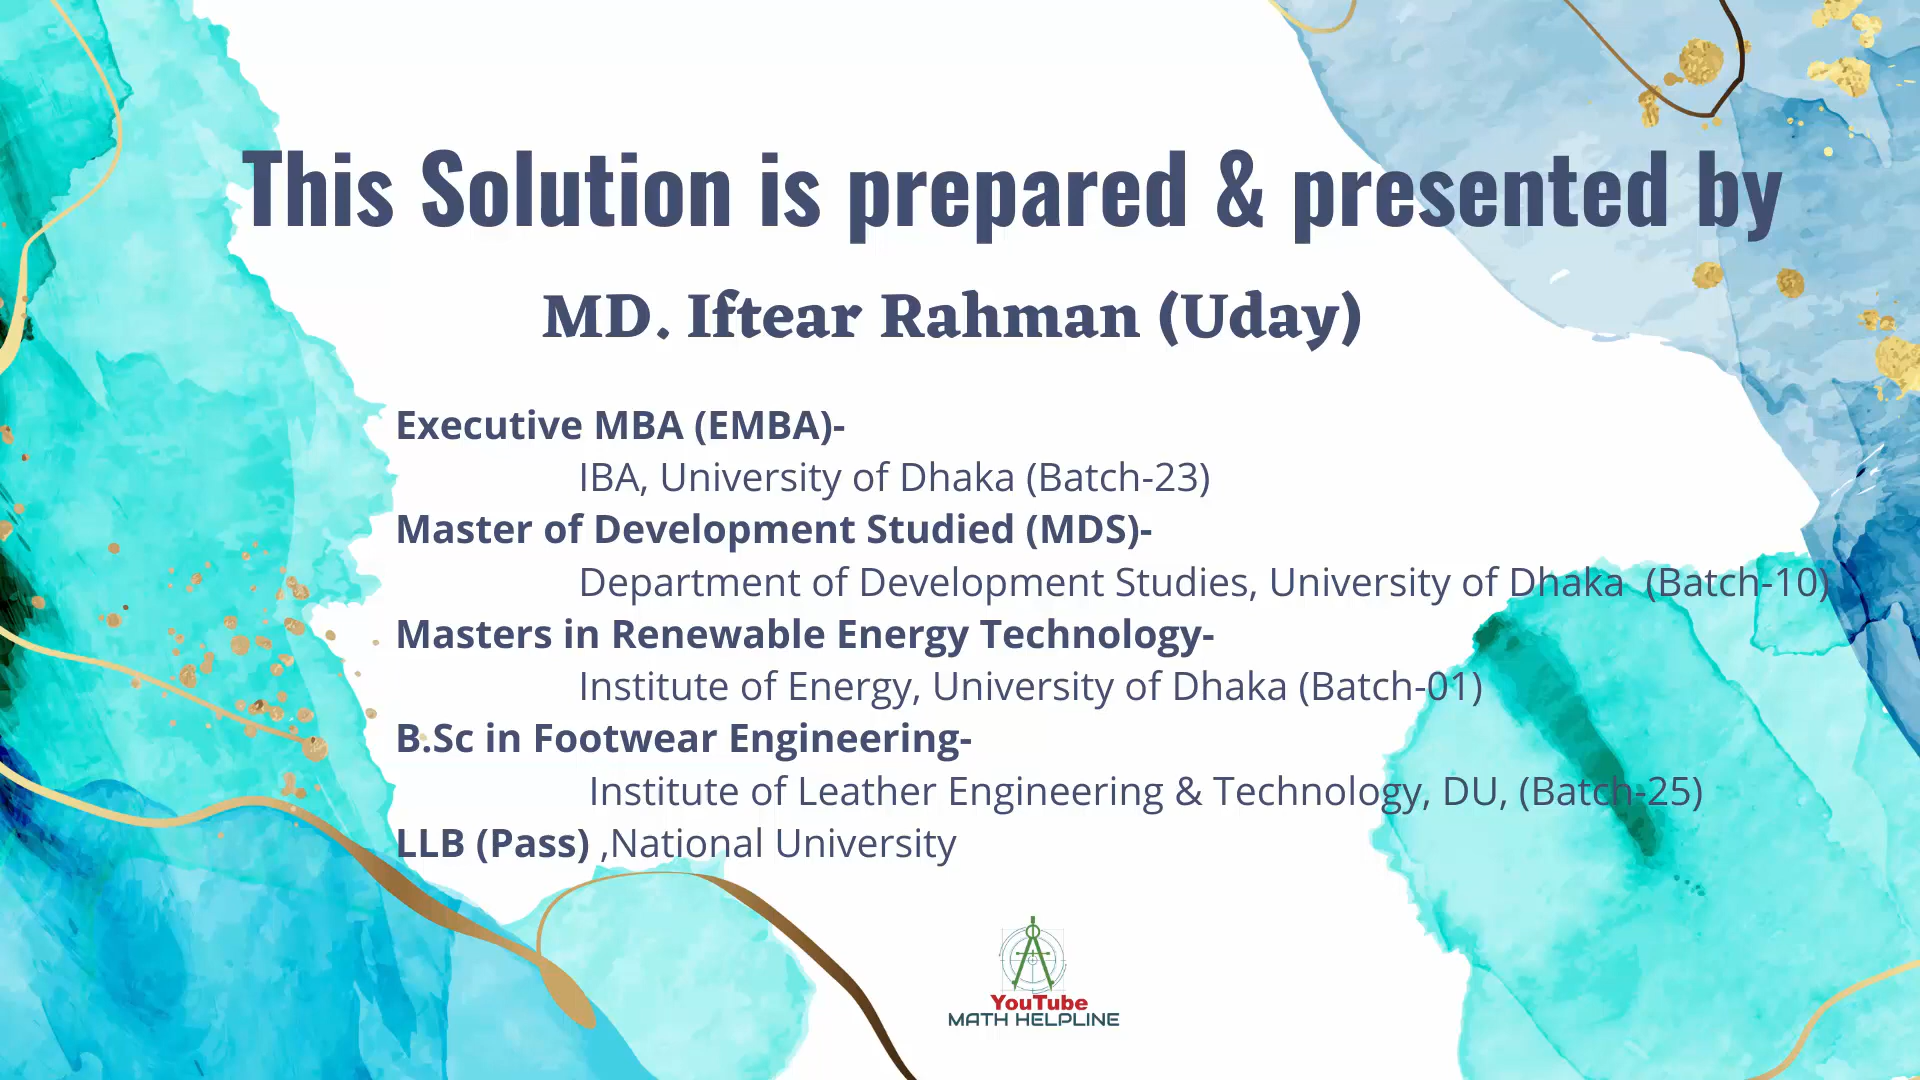 This Solution is prepared & presented by
MD. Iftear Rahman (Uday)
Executive MBA (EMBA)-
IBA, University of Dhaka (Batch-23)
Master of Development Studied (MDS)-
Department of Development Studies, University of Dhaka (Batch-10)
Masters in Renewable Energy Technology-
Institute of Energy, University of Dhaka (Batch-01)
B.Sc in Footwear Engineering-
Institute of Leather Engineering & Technology, DU, (Batch-25)
LLB (Pass) ,National University
YouTube
MATH HELPLINE